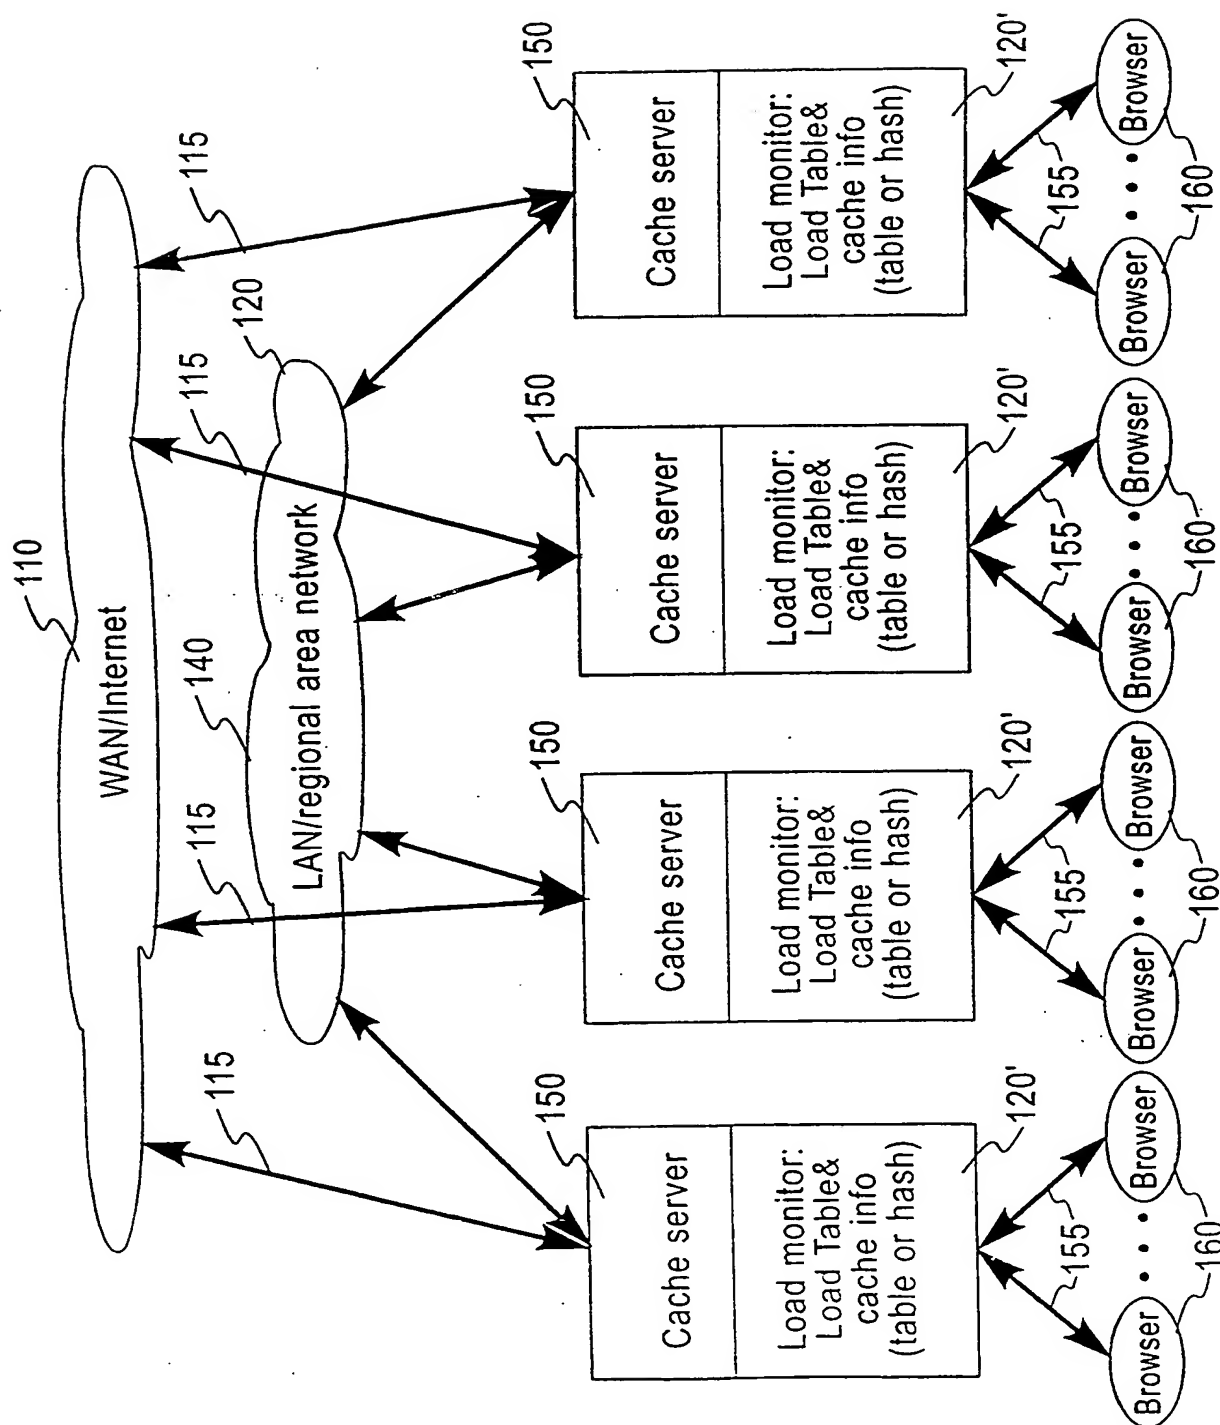 110
WAN/Internet
115
115
140
115
120
115
LAN/regional area network
150
Cache server
Load monitor:
Load Table&
cache info
(table or hash)
120'
155
Browser
Browser
160
150
Cache server
Load monitor:
Load Table&
cache info
(table or hash)
120'
155
Browser
Browser
160
150
Cache server
Load monitor:
Load Table&
cache info
(table or hash)
120'
155
Browser
Browser
160
150
Cache server
Load monitor:
Load Table&
cache info
(table or hash)
120'
155
Browser
Browser
160